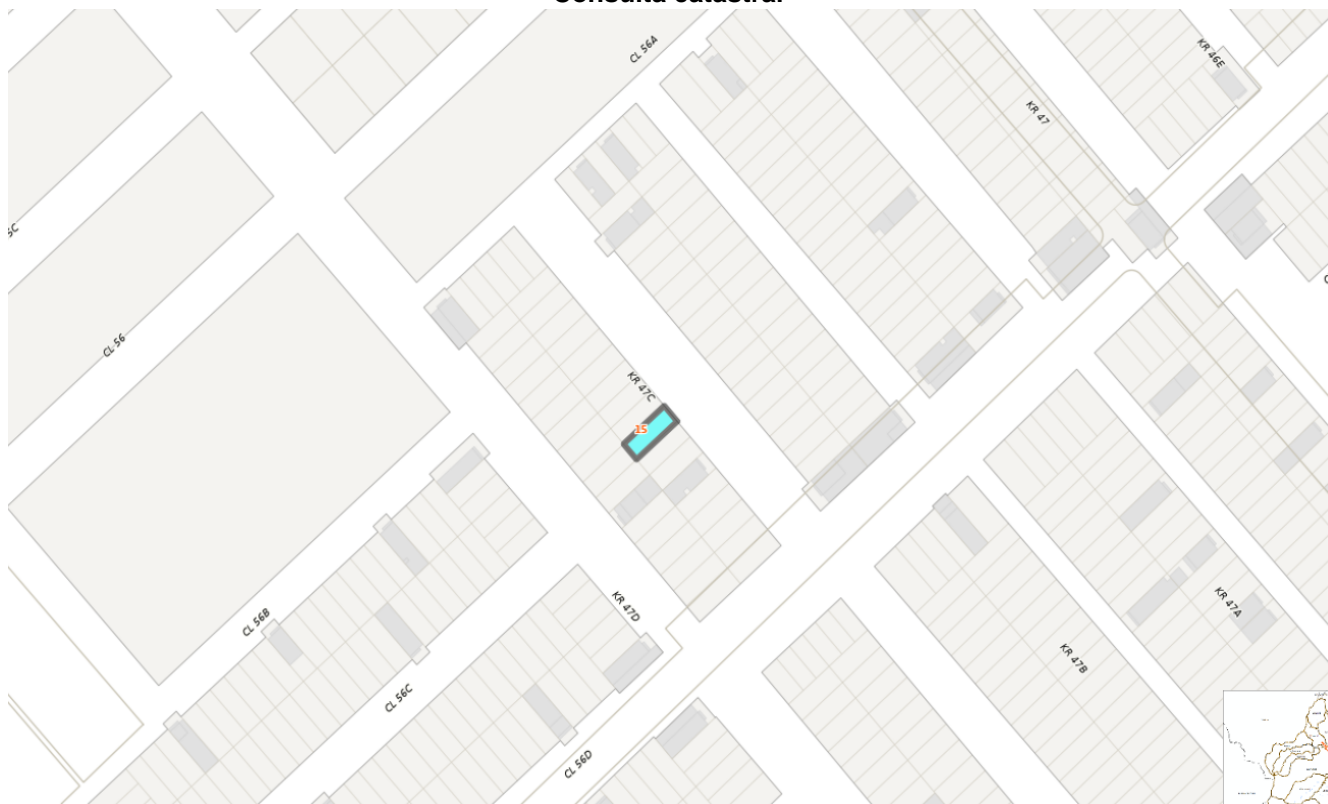 Consulta catastral
CL 56A
KR 46E
KR 47
CL 56
KR 47C
15
KR 47D
CL 56B
CL 56C
KR 47A
KR 47B
CL 56D